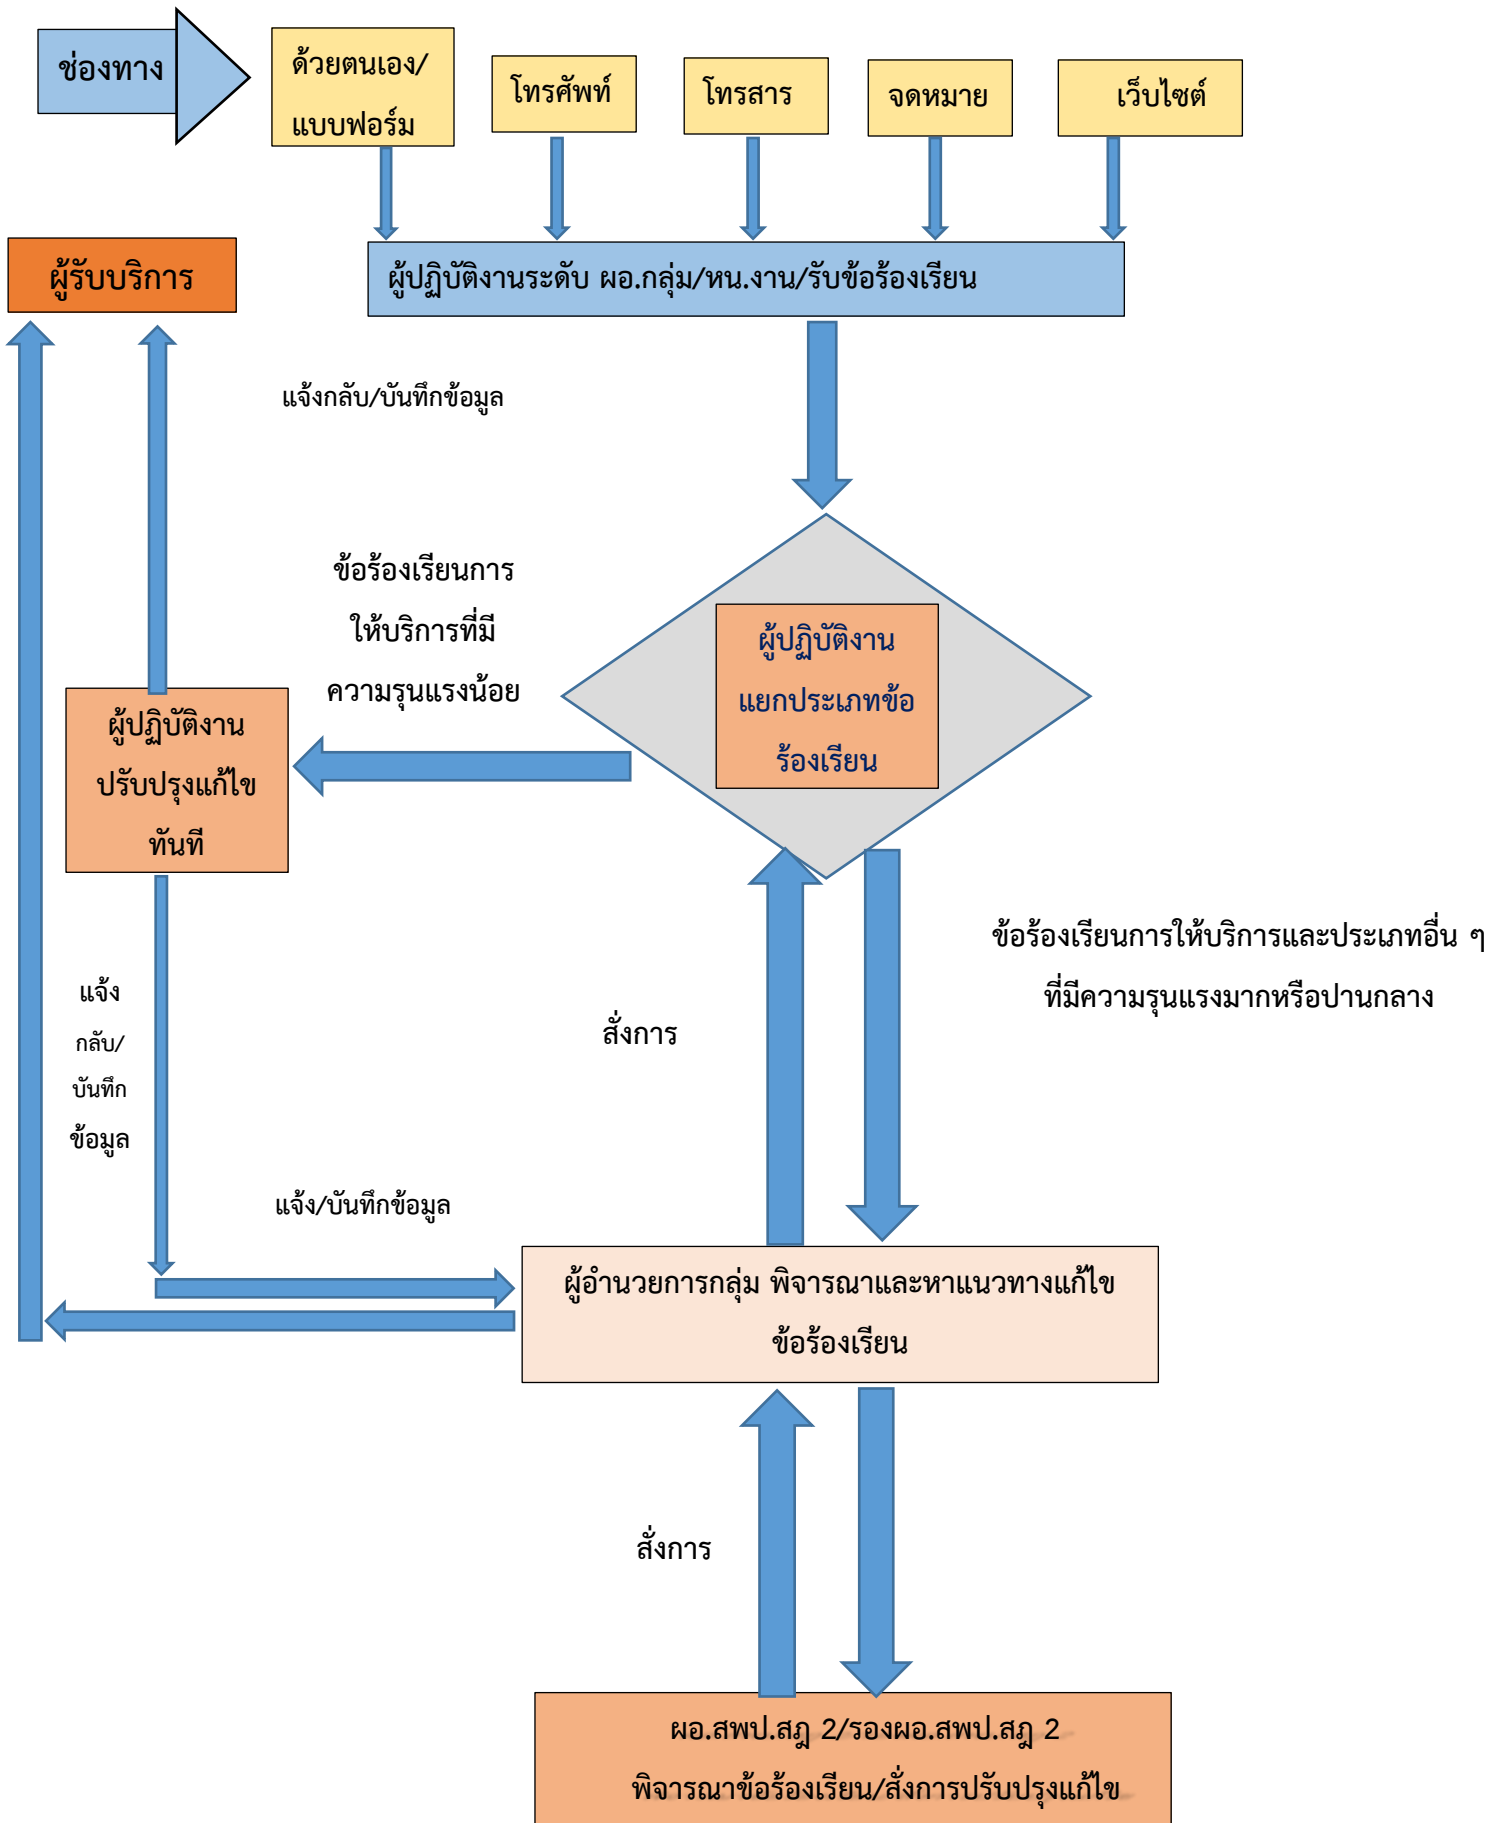 ช่องทาง
ด้วยตนเอง/
แบบฟอร์ม
โทรศัพท์
โทรสาร
จดหมาย
เว็บไซต์
ผู้รับบริการ
ผู้ปฏิบัติงานระดับ ผอ.กลุ่ม/หน.งาน/รับข้อร้องเรียน
แจ้งกลับ/บันทึกข้อมูล
ข้อร้องเรียนการ
ให้บริการที่มี
ความรุนแรงน้อย
ผู้ปฏิบัติงาน
แยกประเภทข้อ
ร้องเรียน
ผู้ปฏิบัติงาน
ปรับปรุงแก้ไข
ทันที
ข้อร้องเรียนการให้บริการและประเภทอื่น ๆ
ที่มีความรุนแรงมากหรือปานกลาง
แจ้ง
กลับ/
บันทึก
ข้อมูล
สั่งการ
แจ้ง/บันทึกข้อมูล
ผู้อำนวยการกลุ่ม พิจารณาและหาแนวทางแก้ไข
ข้อร้องเรียน
สั่งการ
ผอ.สพป.สฎ 2/รองผอ.สพป.สฎ 2
พิจารณาข้อร้องเรียน/สั่งการปรับปรุงแก้ไข